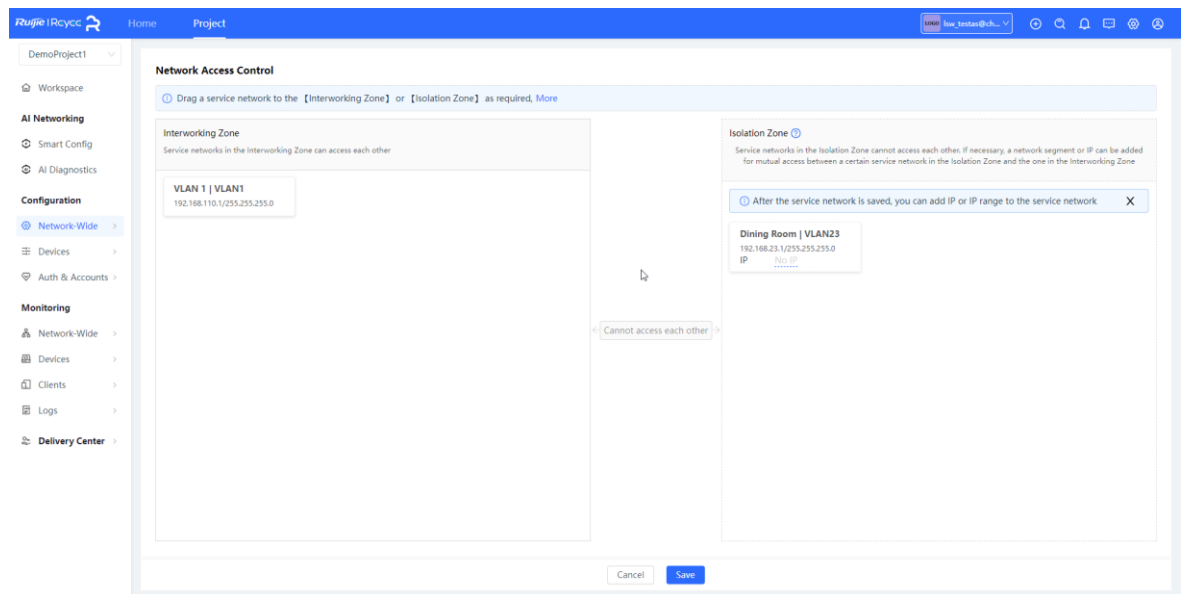 Ruijie | Rcycc
Home
Project
LOGO
lsw_testas@ch...
DemoProject1
Workspace
AI Networking
Smart Config
AI Diagnostics
Configuration
Network-Wide
Devices
Auth & Accounts
Monitoring
Network-Wide
Devices
Clients
Logs
Delivery Center
Network Access Control
Drag a service network to the 【Interworking Zone】 or 【Isolation Zone】 as required, More
Interworking Zone
Service networks in the Interworking Zone can access each other
VLAN 1 | VLAN1
192.168.110.1/255.255.255.0
Cannot access each other
Isolation Zone
Service networks in the Isolation Zone cannot access each other. If necessary, a network segment or IP can be added
for mutual access between a certain service network in the Isolation Zone and the one in the Interworking Zone
After the service network is saved, you can add IP or IP range to the service network
X
Dining Room | VLAN23
192.168.23.1/255.255.255.0
IP No IP
Cancel
Save